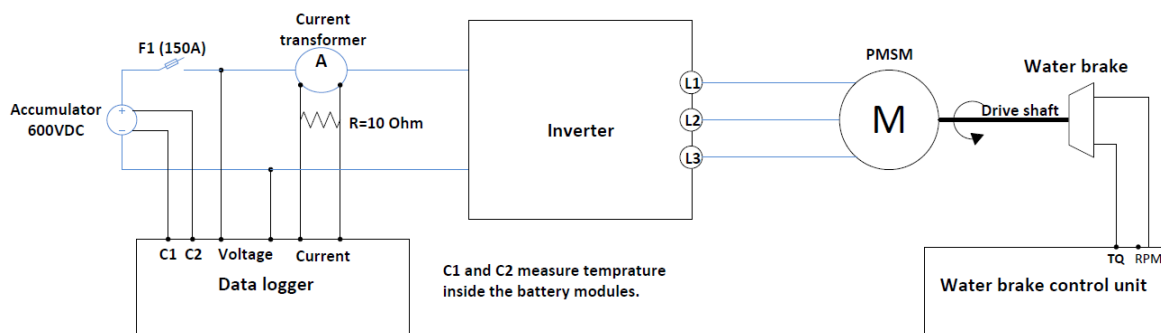 Current
transformer
F1 (150A)
A
PMSM
Water brake
Accumulator
600VDC
+
−
R=10 Ohm
Inverter
L1
L2
L3
M
Drive shaft
C1 C2 Voltage Current
Data logger
C1 and C2 measure temprature
inside the battery modules.
TQ RPM
Water brake control unit